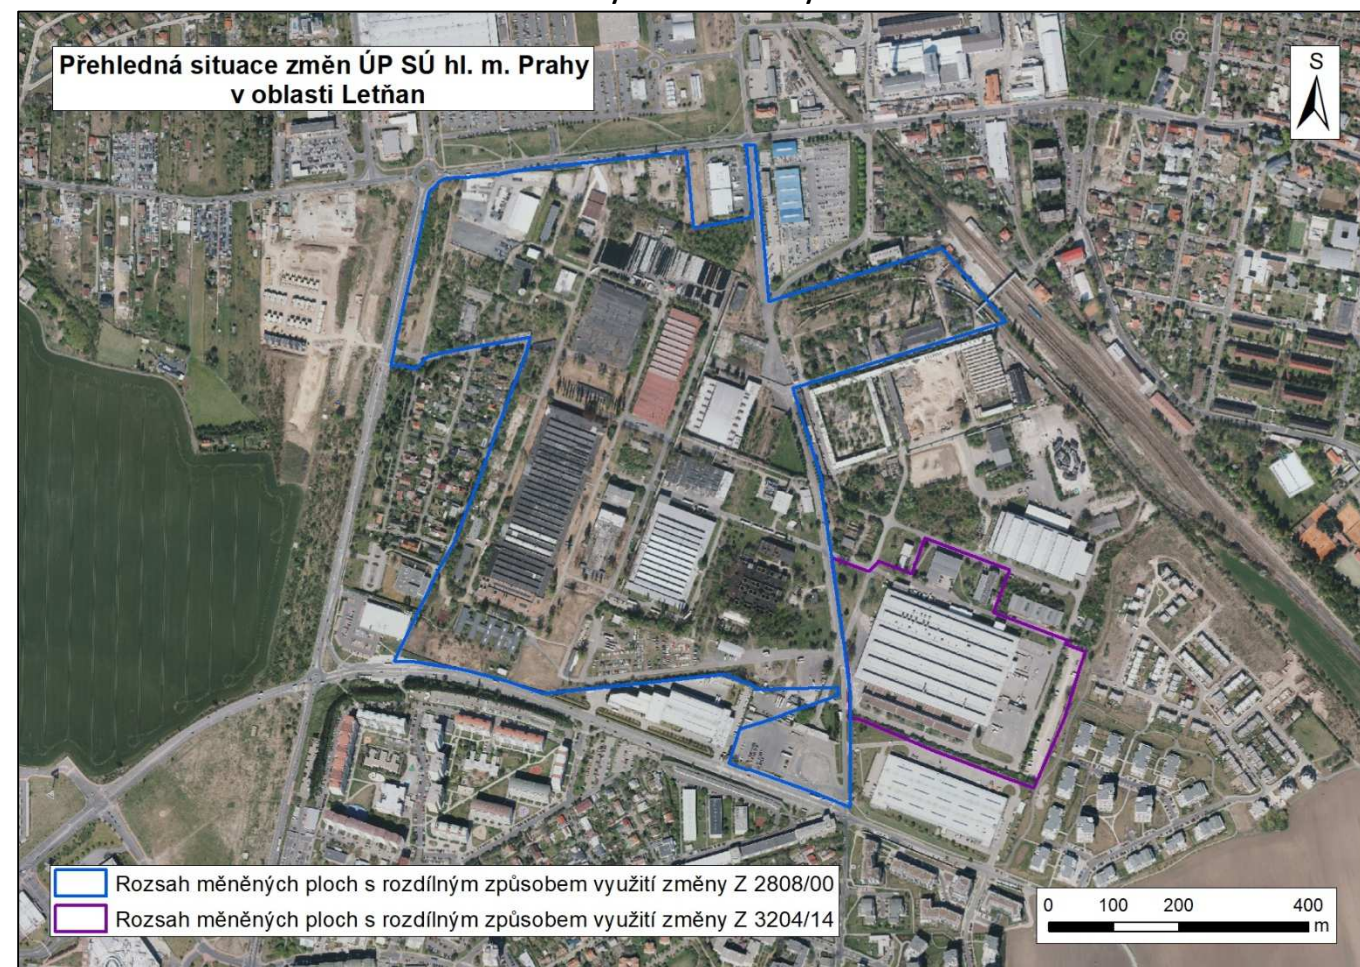 Přehledná situace změn ÚP SÚ hl. m. Prahy
v oblasti Letňan
S
Rozsah měněných ploch s rozdílným způsobem využití změny Z 2808/00
Rozsah měněných ploch s rozdílným způsobem využití změny Z 3204/14
0 100 200 400
m